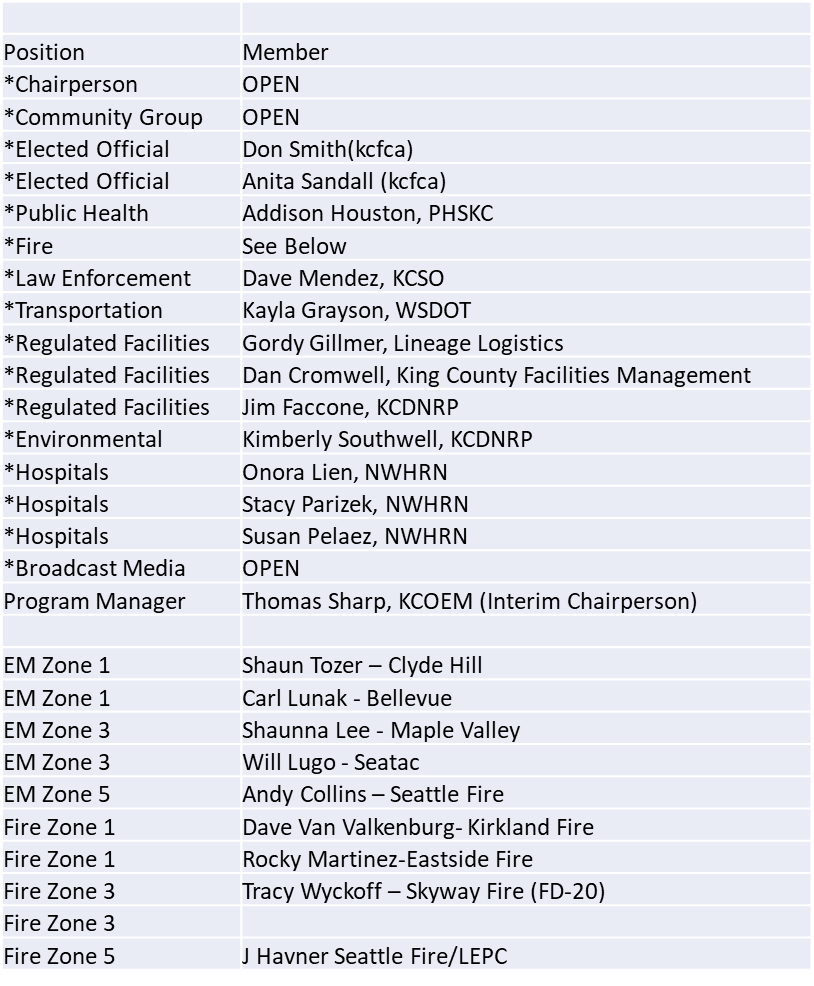 Position Member
*Chairperson OPEN
*Community Group OPEN
*Elected Official Don Smith(kcfca)
*Elected Official Anita Sandall (kcfca)
*Public Health Addison Houston, PHSKC
*Fire See Below
*Law Enforcement Dave Mendez, KCSO
*Transportation Kayla Grayson, WSDOT
*Regulated Facilities Gordy Gillmer, Lineage Logistics
*Regulated Facilities Dan Cromwell, King County Facilities Management
*Regulated Facilities Jim Faccone, KCDNRP
*Environmental Kimberly Southwell, KCDNRP
*Hospitals Onora Lien, NWHRN
*Hospitals Stacy Parizek, NWHRN
*Hospitals Susan Pelaez, NWHRN
*Broadcast Media OPEN
Program Manager Thomas Sharp, KCOEM (Interim Chairperson)
EM Zone 1 Shaun Tozer – Clyde Hill
EM Zone 1 Carl Lunak - Bellevue
EM Zone 3 Shaunna Lee - Maple Valley
EM Zone 3 Will Lugo - Seatac
EM Zone 5 Andy Collins – Seattle Fire
Fire Zone 1 Dave Van Valkenburg- Kirkland Fire
Fire Zone 1 Rocky Martinez-Eastside Fire
Fire Zone 3 Tracy Wyckoff – Skyway Fire (FD-20)
Fire Zone 3
Fire Zone 5 J Havner Seattle Fire/LEPC